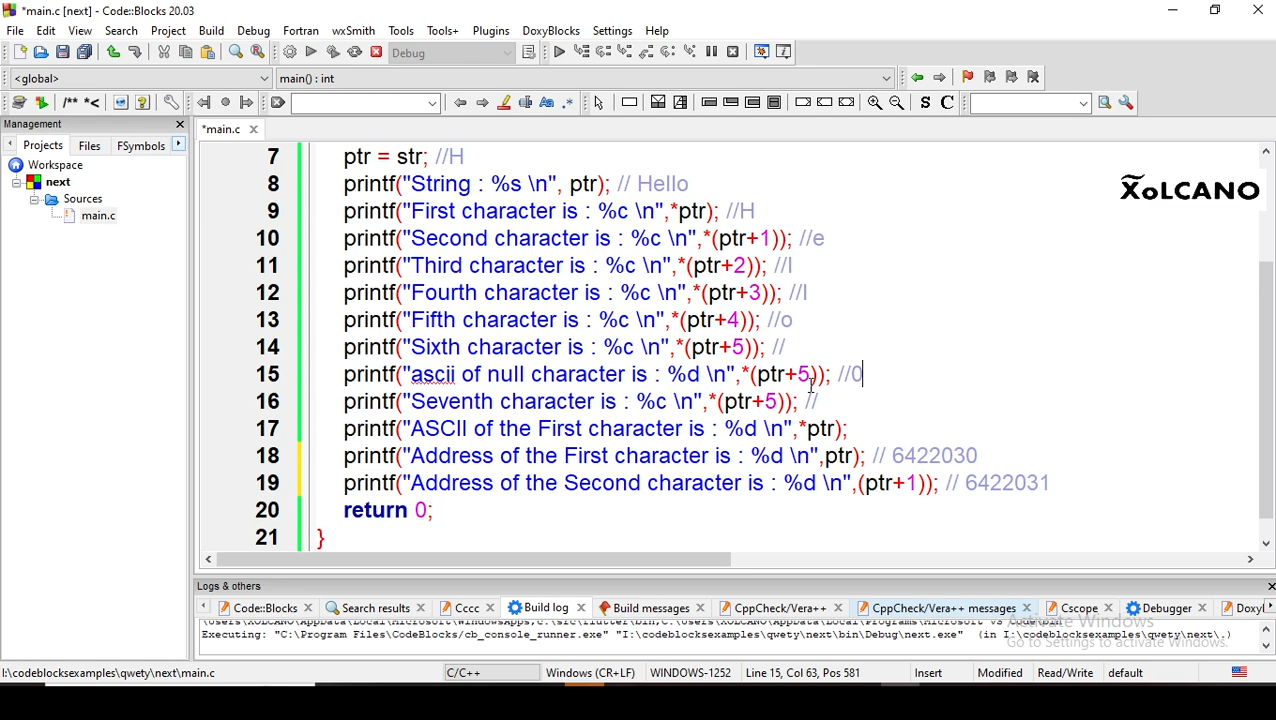 *main.c [next] - Code::Blocks 20.03
File Edit View Search Project Build Debug Fortran wxSmith Tools Tools+ Plugins DoxyBlocks Settings Help
Debug
<global> main() : int
/** *< Aa .* S C
Management
Projects Files FSymbols
Workspace
next
Sources
main.c
*main.c
XOLCANO
7 ptr = str; //H
8 printf("String : %s \n", ptr); // Hello
9 printf("First character is : %c \n",*ptr); //H
10 printf("Second character is : %c \n",*(ptr+1)); //e
11 printf("Third character is : %c \n",*(ptr+2)); //l
12 printf("Fourth character is : %c \n",*(ptr+3)); //l
13 printf("Fifth character is : %c \n",*(ptr+4)); //o
14 printf("Sixth character is : %c \n",*(ptr+5)); //
15 printf("ascii of null character is : %d \n",*(ptr+5)); //0
16 printf("Seventh character is : %c \n",*(ptr+5)); //
17 printf("ASCII of the First character is : %d \n",*ptr);
18 printf("Address of the First character is : %d \n",ptr); // 6422030
19 printf("Address of the Second character is : %d \n",(ptr+1)); // 6422031
20 return 0;
21 }
Logs & others
Code::Blocks Search results Cccc Build log Build messages CppCheck/Vera++ CppCheck/Vera++ messages Cscope Debugger Doxyl
Executing: "C:\Program Files\CodeBlocks/cb_console_runner.exe" "I:\codeblocksexamples\qwety\next\bin\Debug\next.exe" (in I:\codeblocksexamples\qwety\next\.)
Activate Windows
Go to Settings to activate Windows.
I:\codeblocksexamples\qwety\next\main.c C/C++ Windows (CR+LF) WINDOWS-1252 Line 15, Col 63, Pos 581 Insert Modified Read/Write default